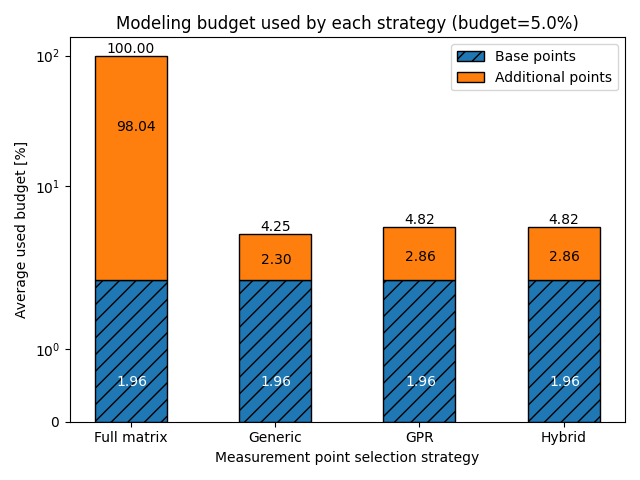 Modeling budget used by each strategy (budget=5.0%)
Base points
Additional points
Average used budget [%]
10²
10¹
10⁰
0
100.00
98.04
1.96
4.25
2.30
1.96
4.82
2.86
1.96
4.82
2.86
1.96
Full matrix
Generic
GPR
Hybrid
Measurement point selection strategy